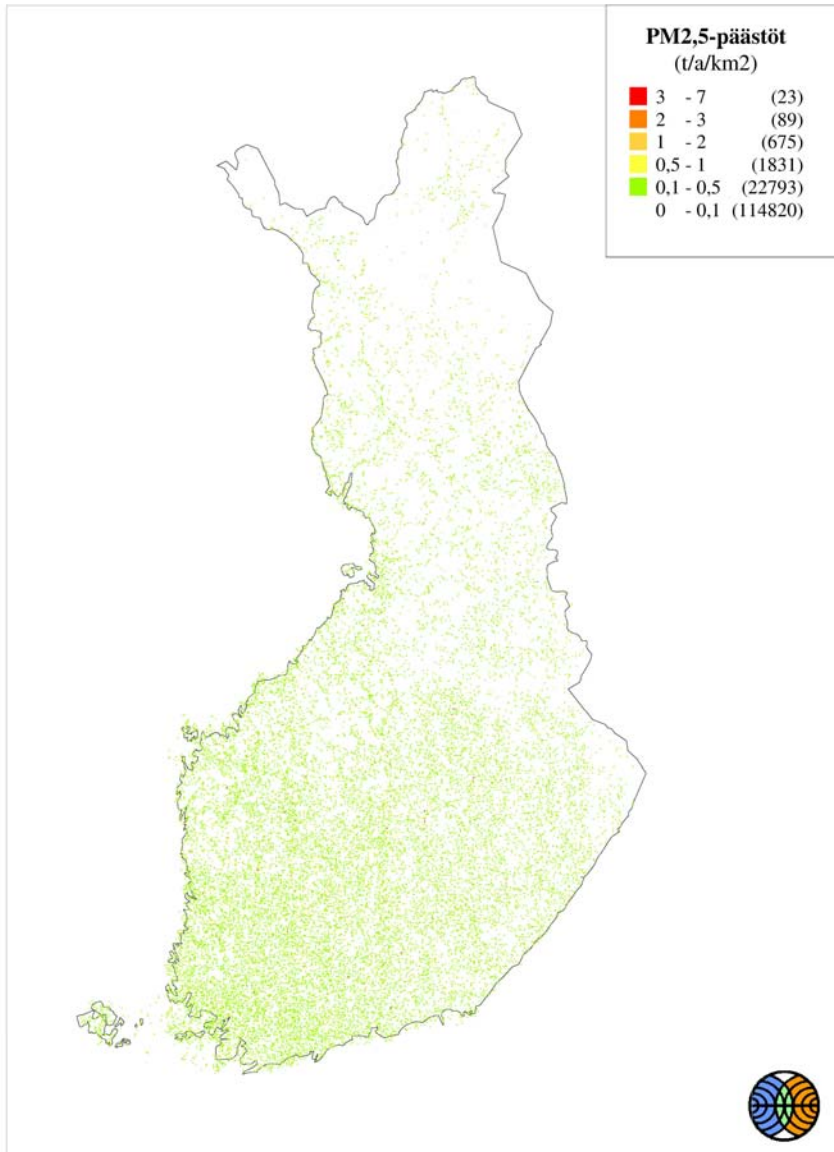 PM2,5-päästöt
(t/a/km2)
3 - 7 (23)
2 - 3 (89)
1 - 2 (675)
0,5 - 1 (1831)
0,1 - 0,5 (22793)
0 - 0,1 (114820)